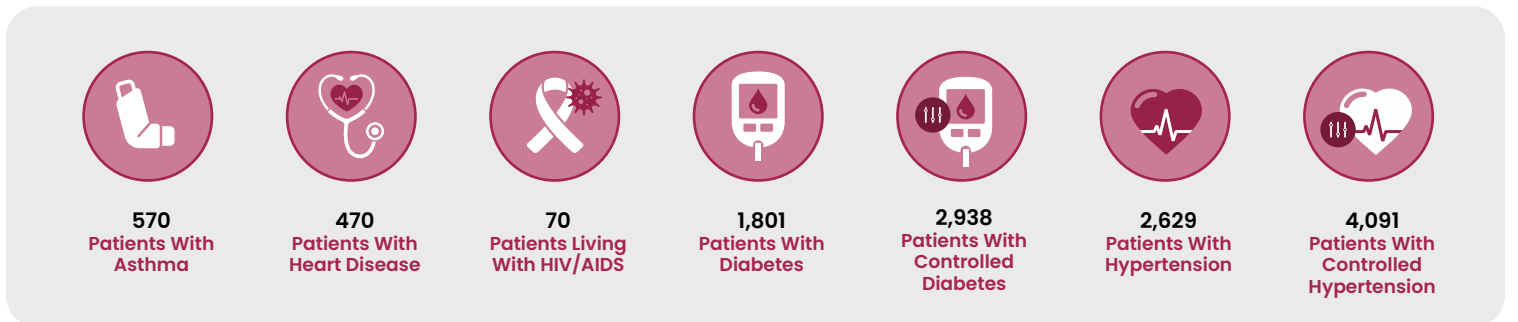 570
Patients With
Asthma
470
Patients With
Heart Disease
70
Patients Living
With HIV/AIDS
1,801
Patients With
Diabetes
2,938
Patients With
Controlled
Diabetes
2,629
Patients With
Hypertension
4,091
Patients With
Controlled
Hypertension